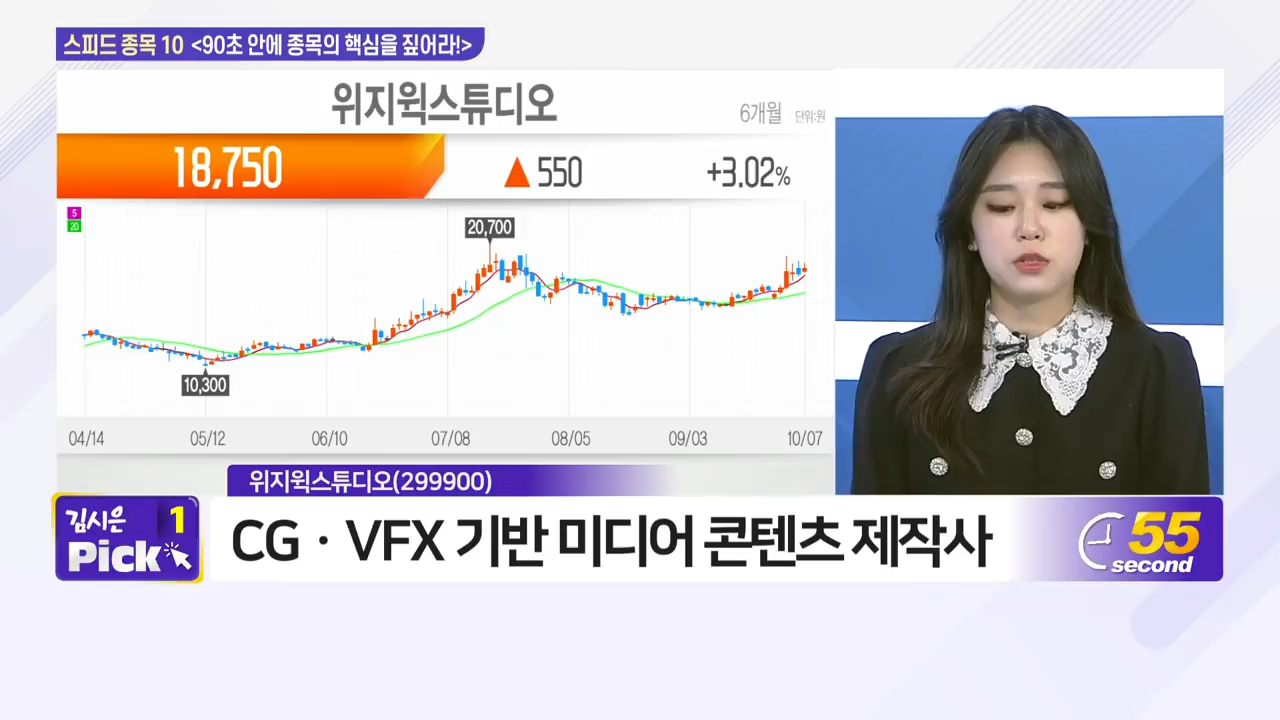 스피드 종목 10 <90초 안에 종목의 핵심을 짚어라!>
위지윅스튜디오
6개월 단위:원
18,750 ▲ 550 +3.02%
5
20
20,700
10,300
04/14 05/12 06/10 07/08 08/05 09/03 10/07
위지윅스튜디오(299900)
김시은 1
Pick
CG · VFX 기반 미디어 콘텐츠 제작사
55
second